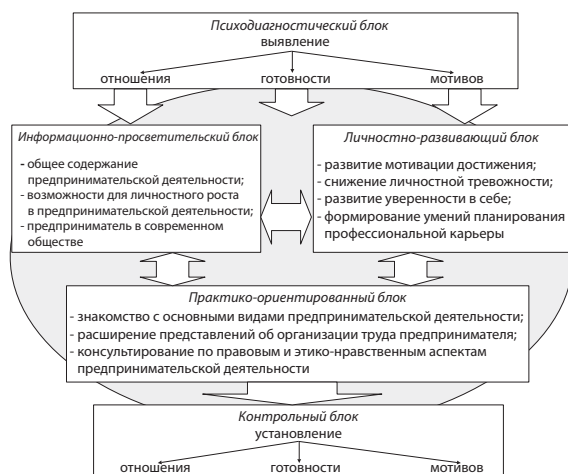 Психодиагностический блок
выявление
отношения готовности мотивов
Информационно-просветительский блок
- общее содержание
предпринимательской деятельности;
- возможности для личностного роста
в предпринимательской деятельности;
- предприниматель в современном
обществе
Личностно-развивающий блок
- развитие мотивации достижения;
- снижение личностной тревожности;
- развитие уверенности в себе;
- формирование умений планирования
профессиональной карьеры
Практико-ориентированный блок
- знакомство с основными видами предпринимательской деятельности;
- расширение представлений об организации труда предпринимателя;
- консультирование по правовым и этико-нравственным аспектам
предпринимательской деятельности
Контрольный блок
установление
отношения готовности мотивов